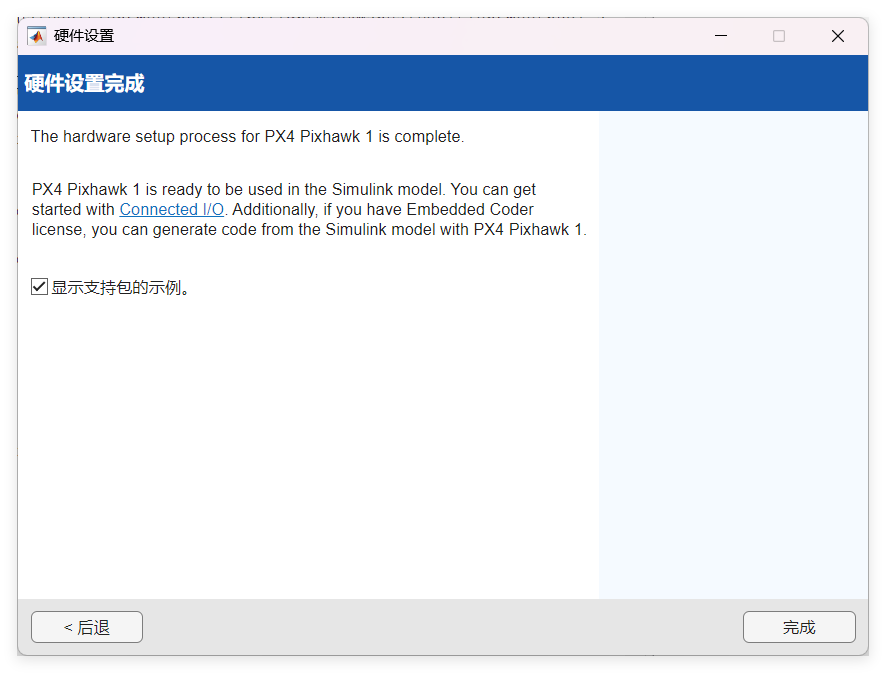 硬件设置
硬件设置完成
The hardware setup process for PX4 Pixhawk 1 is complete.
PX4 Pixhawk 1 is ready to be used in the Simulink model. You can get
started with Connected I/O. Additionally, if you have Embedded Coder
license, you can generate code from the Simulink model with PX4 Pixhawk 1.
显示支持包的示例。
< 后退
完成